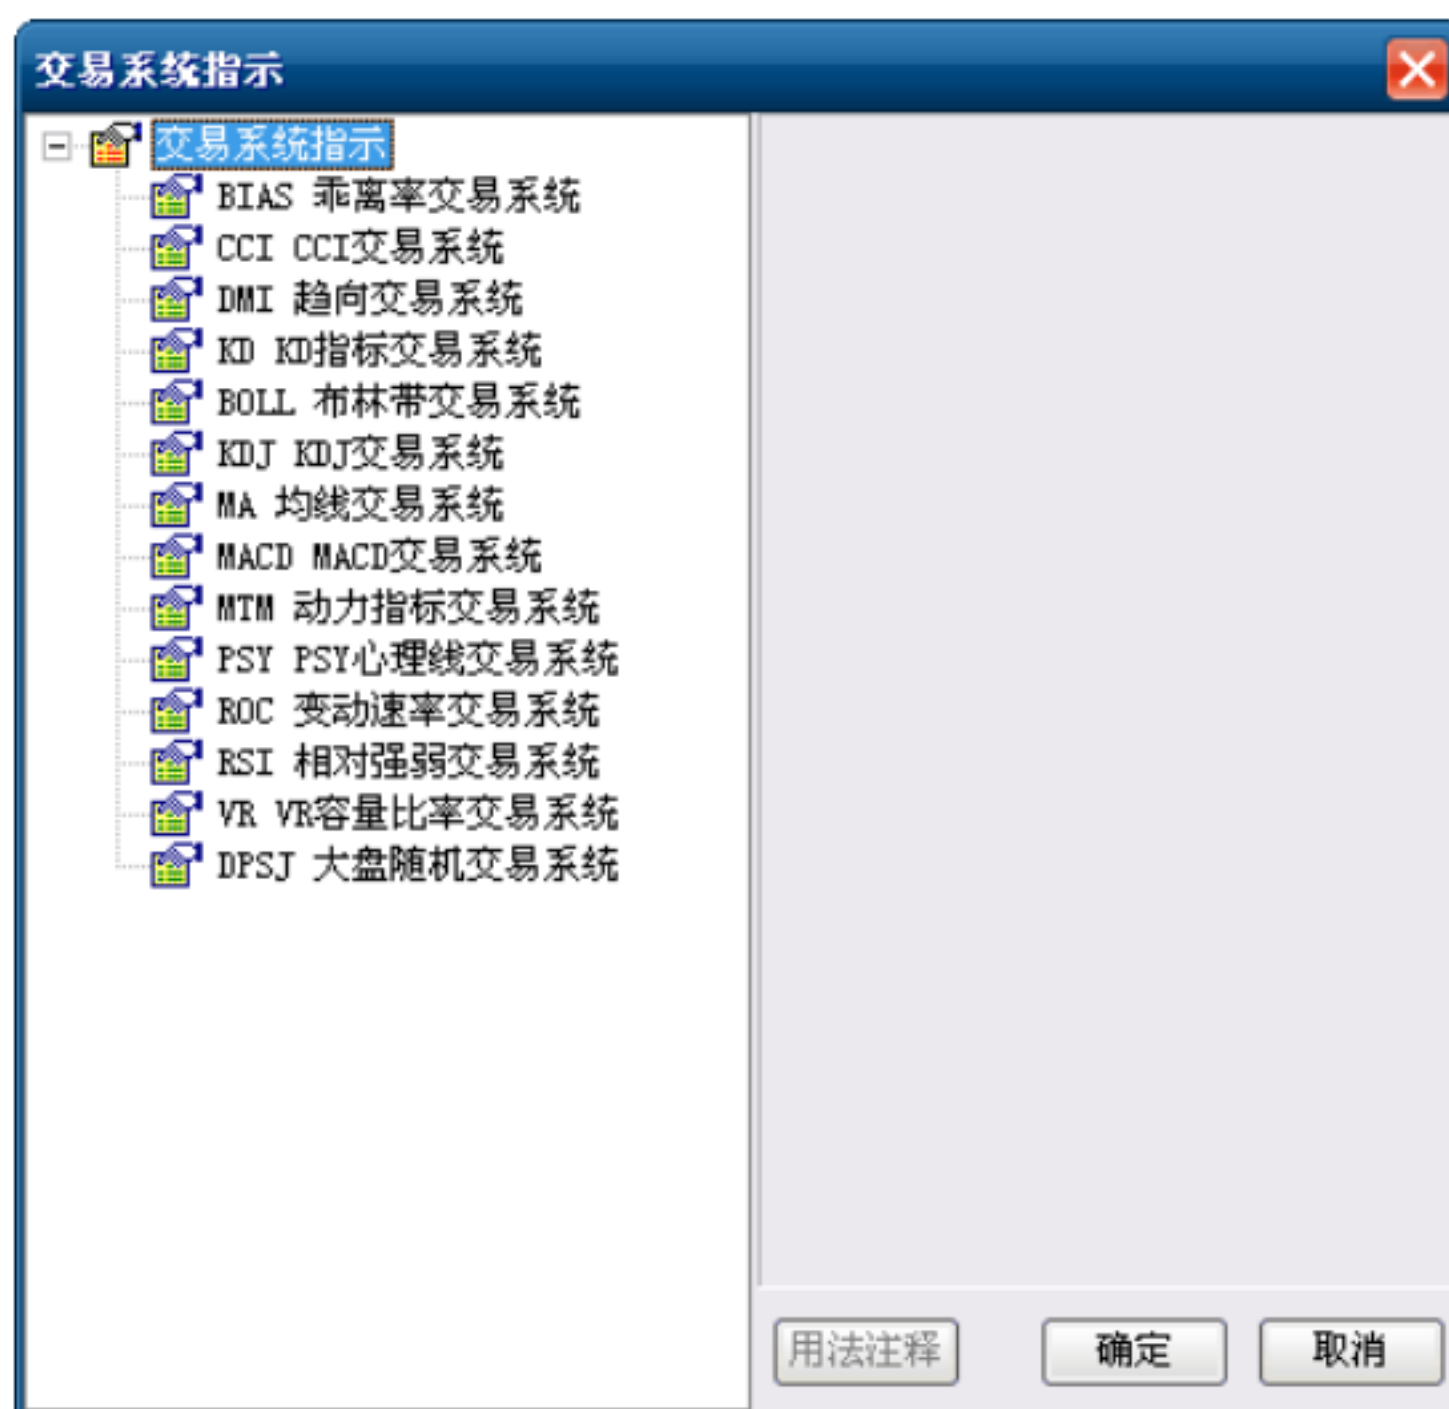 交易系统指示
交易系统指示
BIAS 乖离率交易系统
CCI CCI交易系统
DMI 趋向交易系统
KD KD指标交易系统
BOLL 布林带交易系统
KDJ KDJ交易系统
MA 均线交易系统
MACD MACD交易系统
MTM 动力指标交易系统
PSY PSY心理线交易系统
ROC 变动速率交易系统
RSI 相对强弱交易系统
VR VR容量比率交易系统
DPSJ 大盘随机交易系统
用法注释 确定 取消